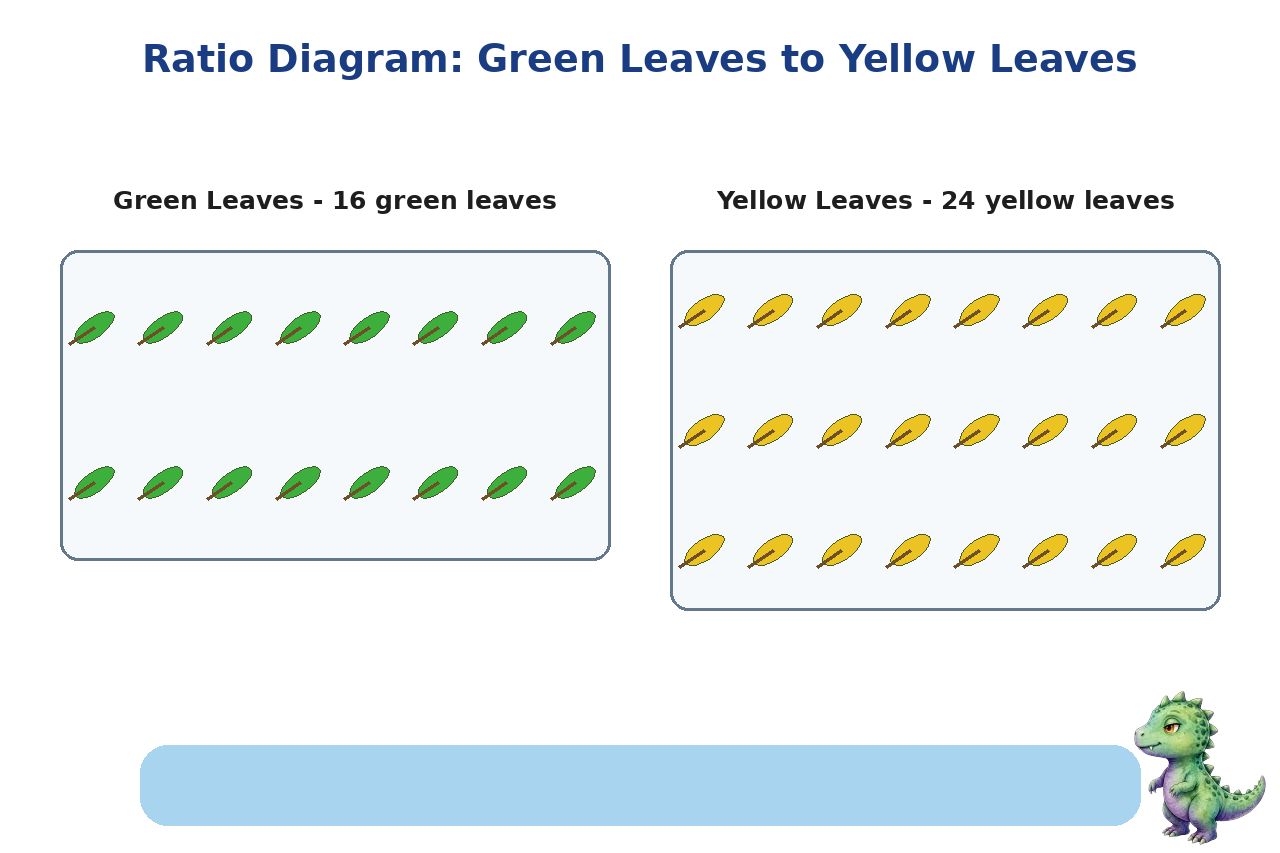 Ratio Diagram: Green Leaves to Yellow Leaves
Green Leaves - 16 green leaves
Yellow Leaves - 24 yellow leaves